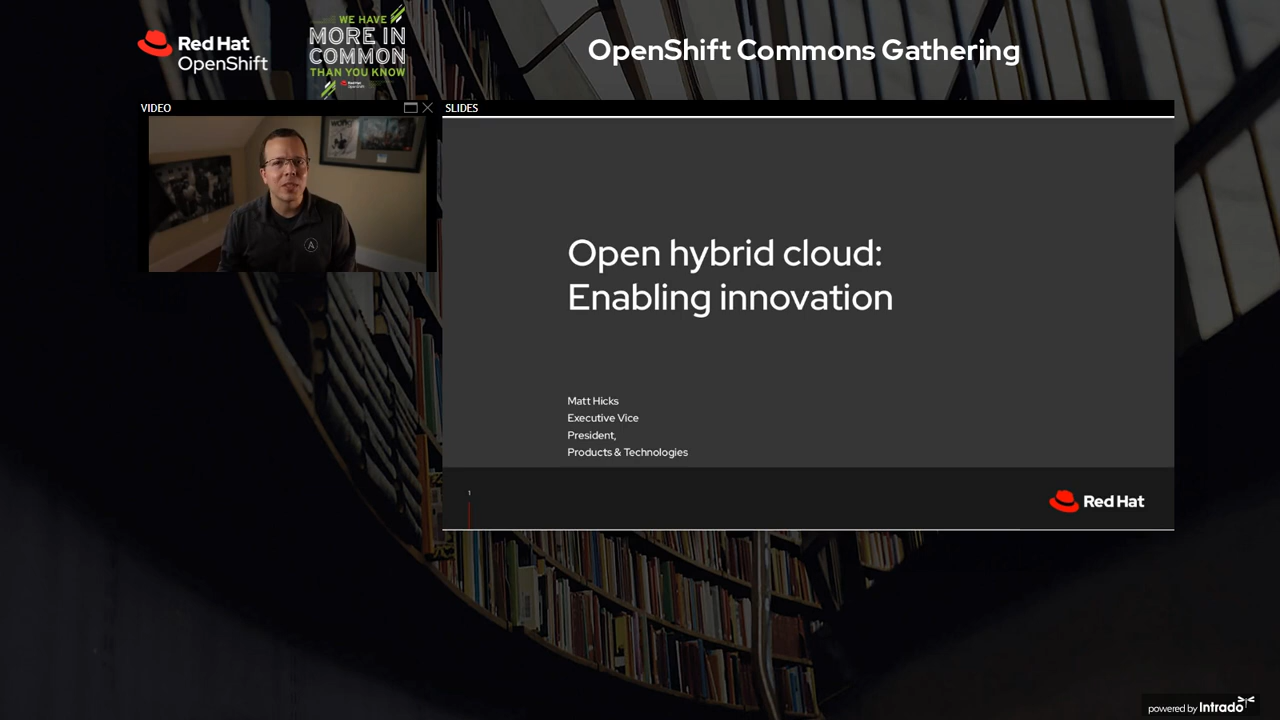 Red Hat
OpenShift
WE HAVE
MORE IN
COMMON
THAN YOU KNOW
OpenShift Commons Gathering
VIDEO
SLIDES
A
Open hybrid cloud:
Enabling innovation
Matt Hicks
Executive Vice
President,
Products & Technologies
1
Red Hat
powered by Intrado